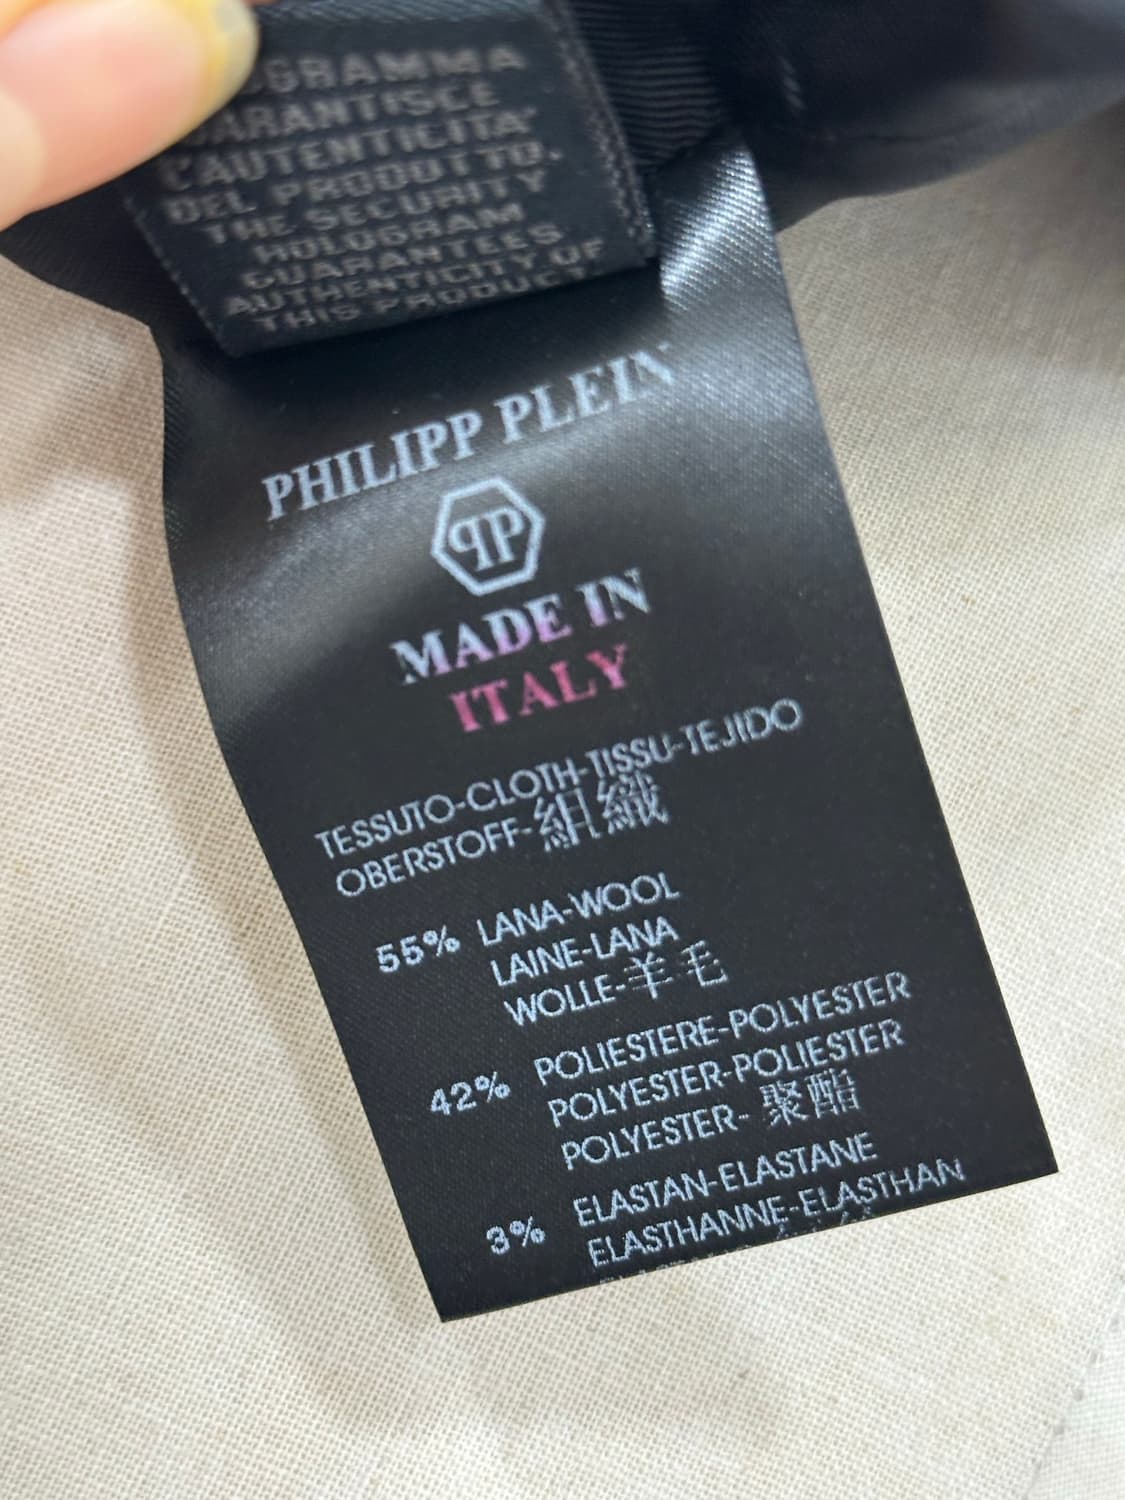 GARANTISCE
L'AUTENTICITA'
DEL PRODOTTO.
THE SECURITY
HOLOGRAM
GUARANTEES
AUTHENTICITY OF
THIS PRODUCT
PHILIPP PLEIN
PP
MADE IN
ITALY
TESSUTO-CLOTH-TISSU-TEJIDO
OBERSTOFF-組織
55% LANA-WOOL
LAINE-LANA
WOLLE-羊毛
42% POLIESTERE-POLYESTER
POLYESTER-POLIESTER
POLYESTER- 聚酯
3% ELASTAN-ELASTANE
ELASTHANNE-ELASTHAN